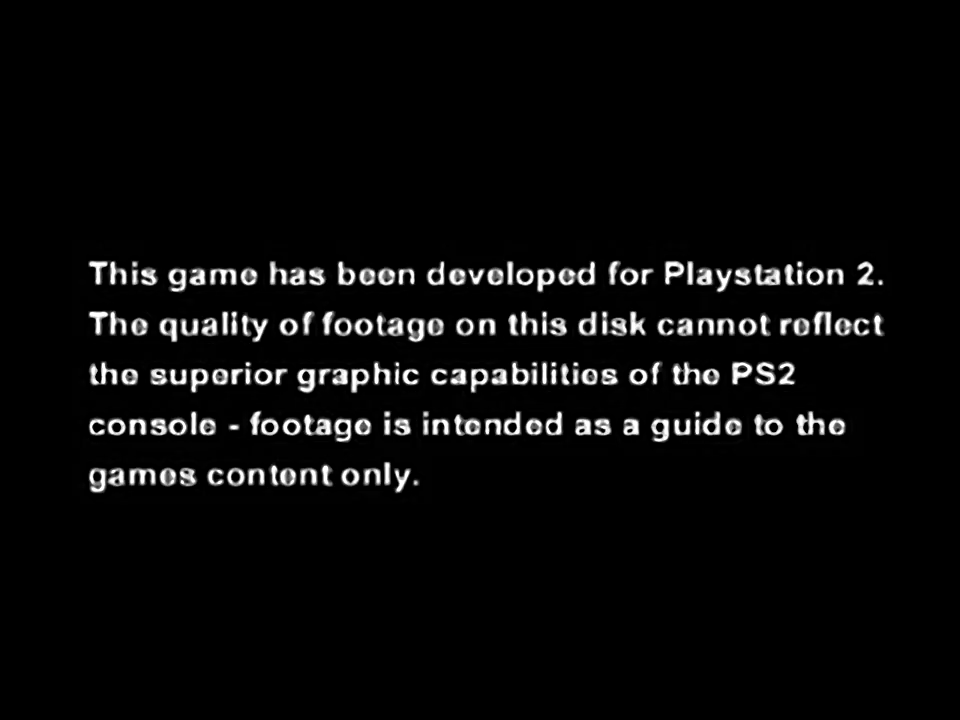 This game has been developed for Playstation 2.
The quality of footage on this disk cannot reflect
the superior graphic capabilities of the PS2
console - footage is intended as a guide to the
games content only.